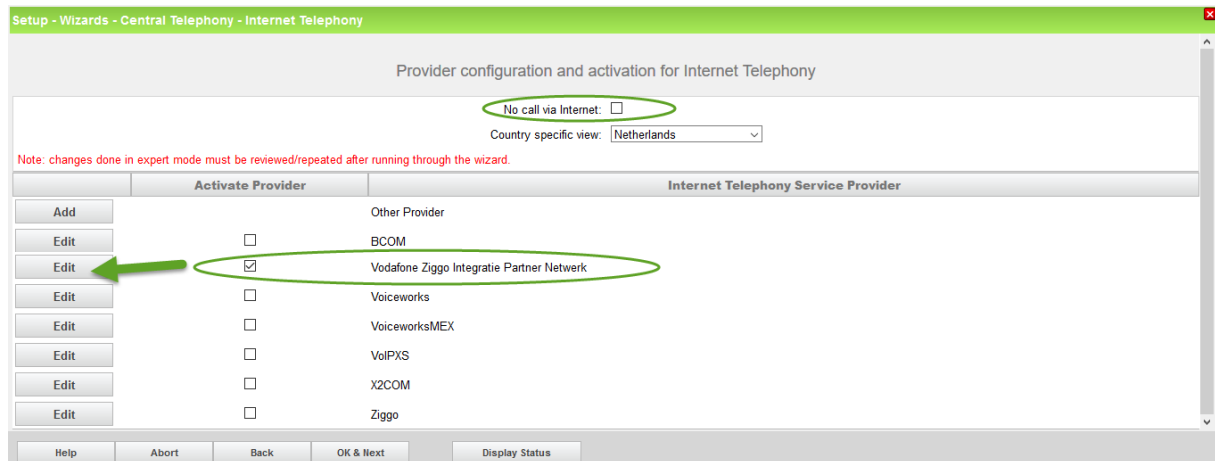 Setup - Wizards - Central Telephony - Internet Telephony
Provider configuration and activation for Internet Telephony
No call via Internet:
Country specific view: Netherlands
Note: changes done in expert mode must be reviewed/repeated after running through the wizard.
Activate Provider Internet Telephony Service Provider
Add Other Provider
Edit BCOM
Edit Vodafone Ziggo Integratie Partner Netwerk
Edit Voiceworks
Edit VoiceworksMEX
Edit VoIPXS
Edit X2COM
Edit Ziggo
Help Abort Back OK & Next Display Status